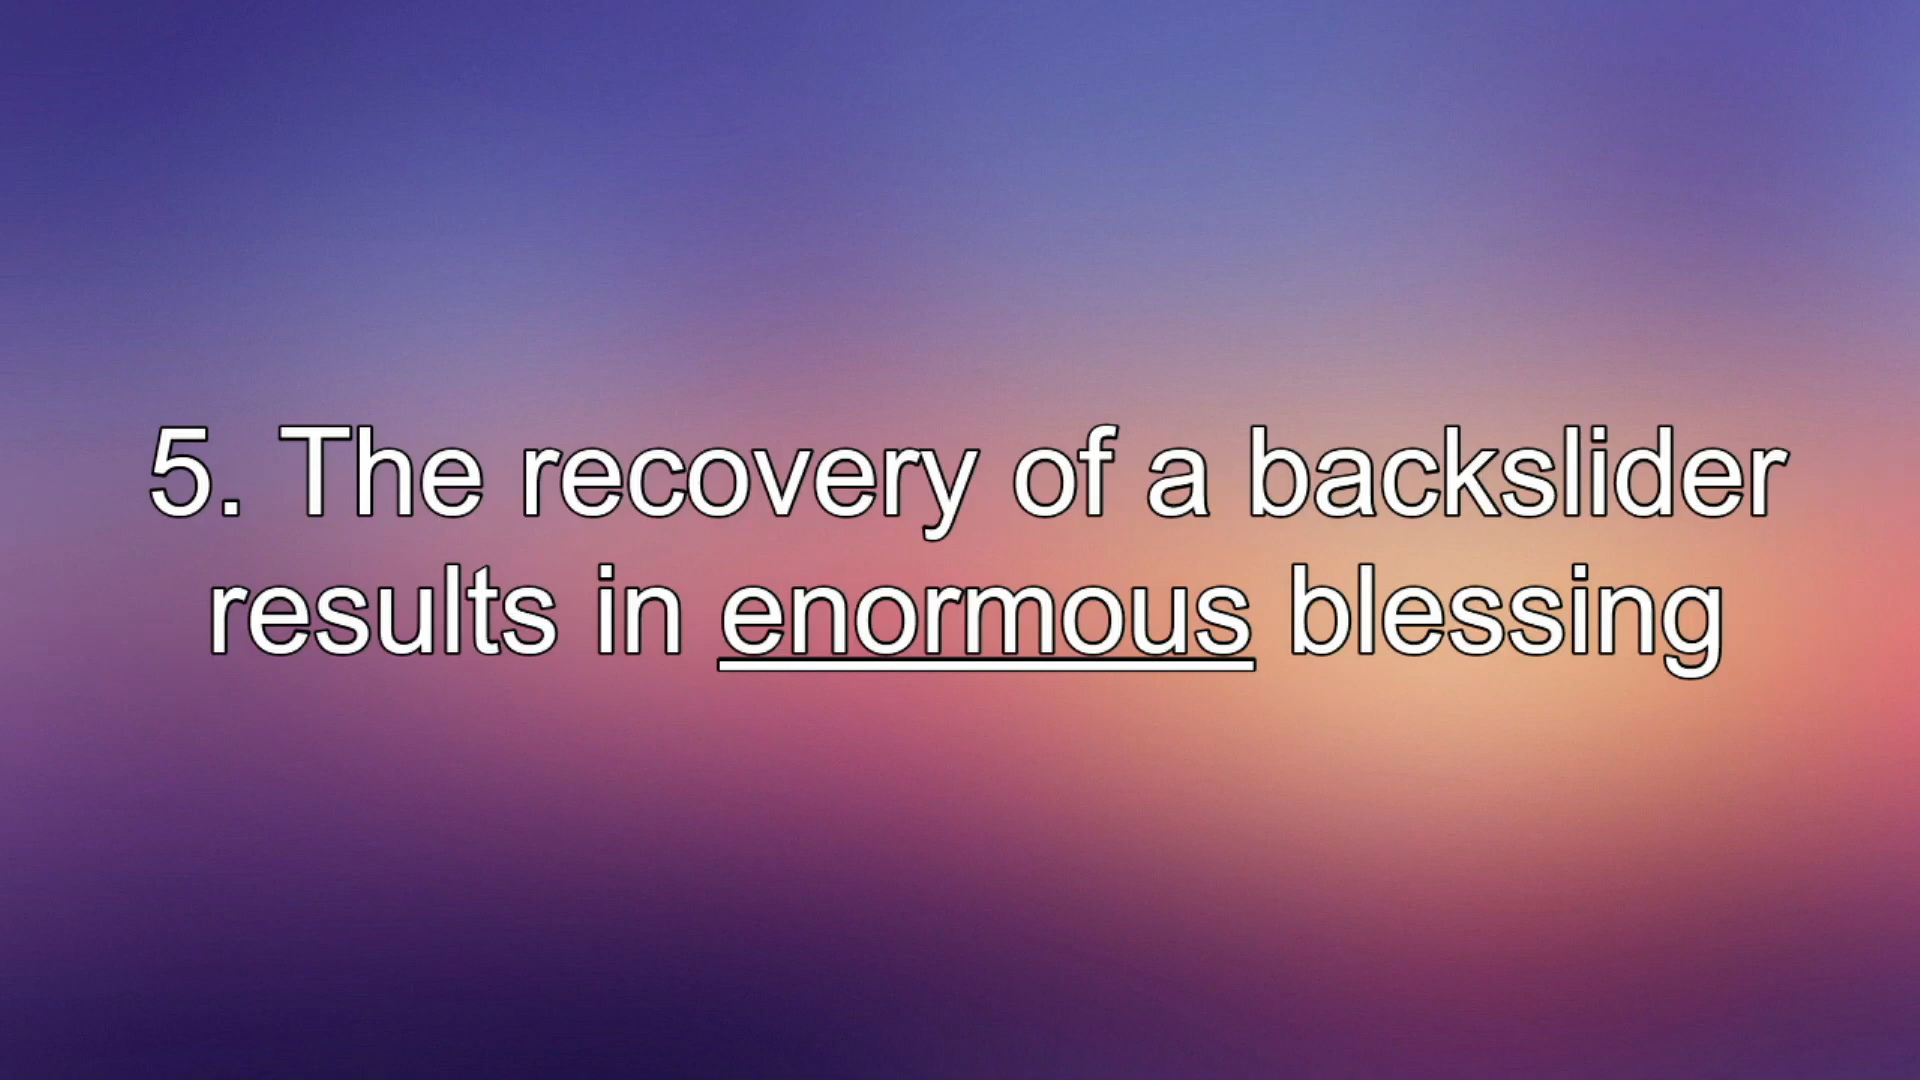 5. The recovery of a backslider
results in enormous blessing